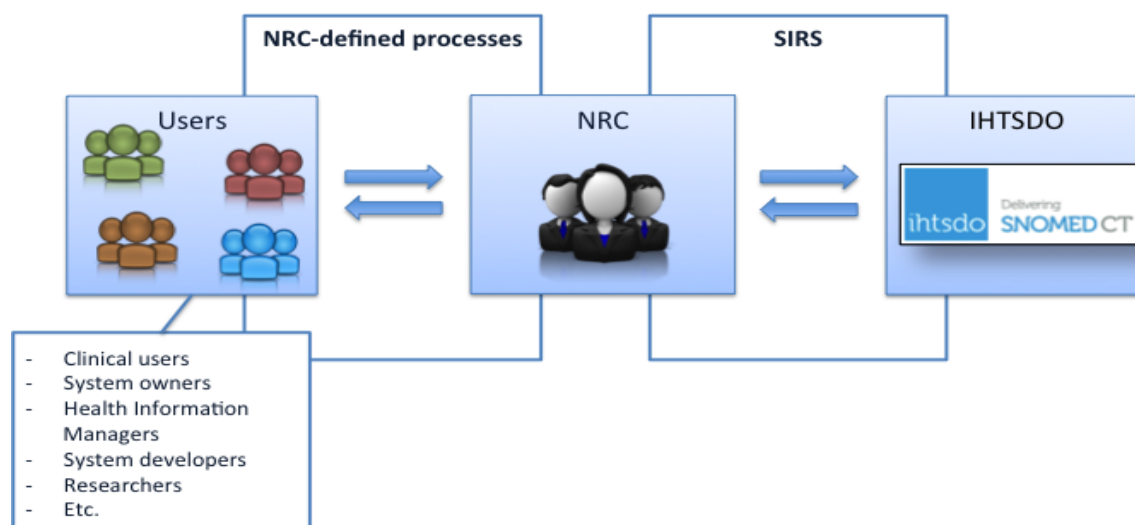 NRC-defined processes
SIRS
Users
NRC
IHTSDO
ihtsdo
Delivering
SNOMED CT
- Clinical users
- System owners
- Health Information
Managers
- System developers
- Researchers
- Etc.